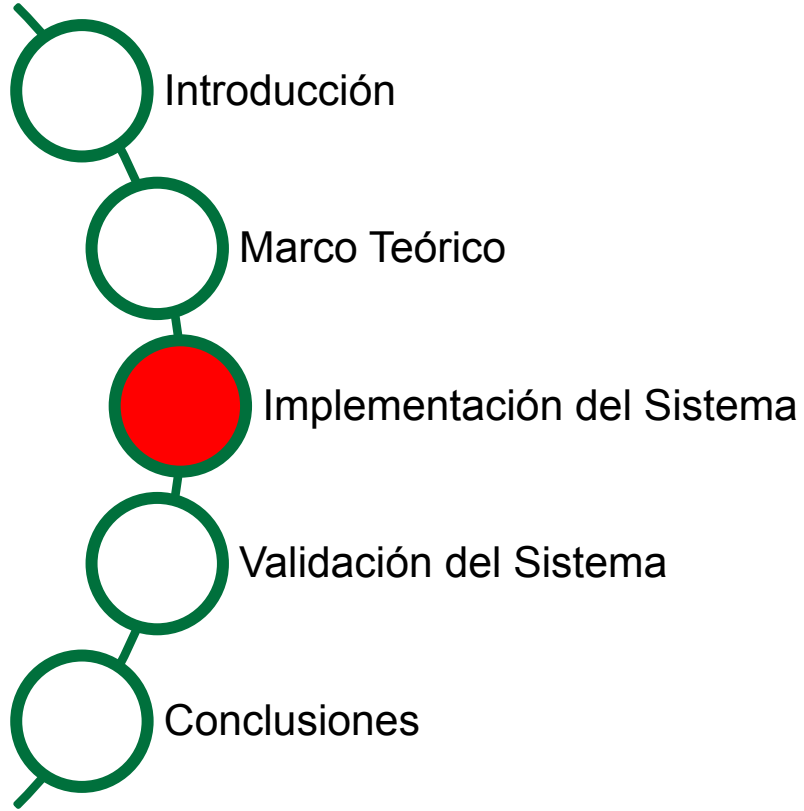 Introducción
Marco Teórico
Implementación del Sistema
Validación del Sistema
Conclusiones